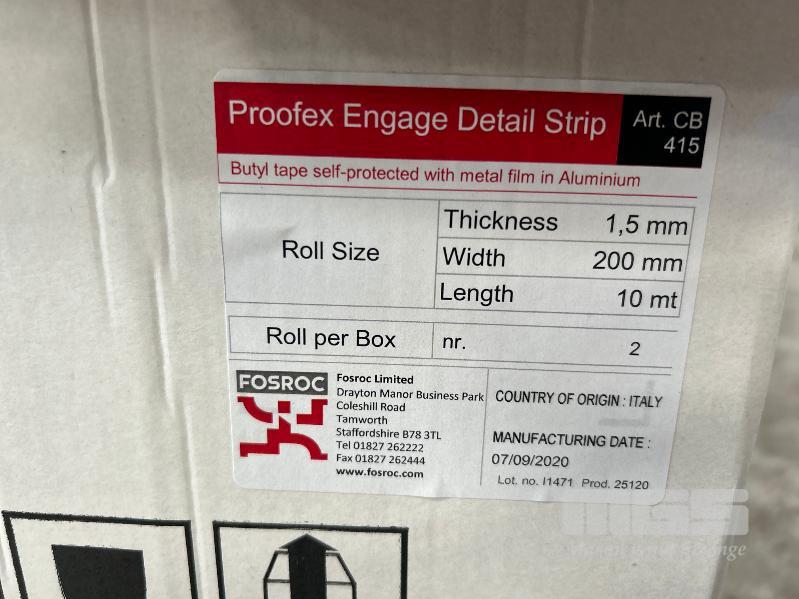 Proofex Engage Detail Strip
Art. CB
415
Butyl tape self-protected with metal film in Aluminium
Roll Size
Thickness 1,5 mm
Width 200 mm
Length 10 mt
Roll per Box nr. 2
FOSROC
Fosroc Limited
Drayton Manor Business Park
Coleshill Road
Tamworth
Staffordshire B78 3TL
Tel 01827 262222
Fax 01827 262444
www.fosroc.com
COUNTRY OF ORIGIN : ITALY
MANUFACTURING DATE :
07/09/2020
Lot. no. I1471 Prod. 25120